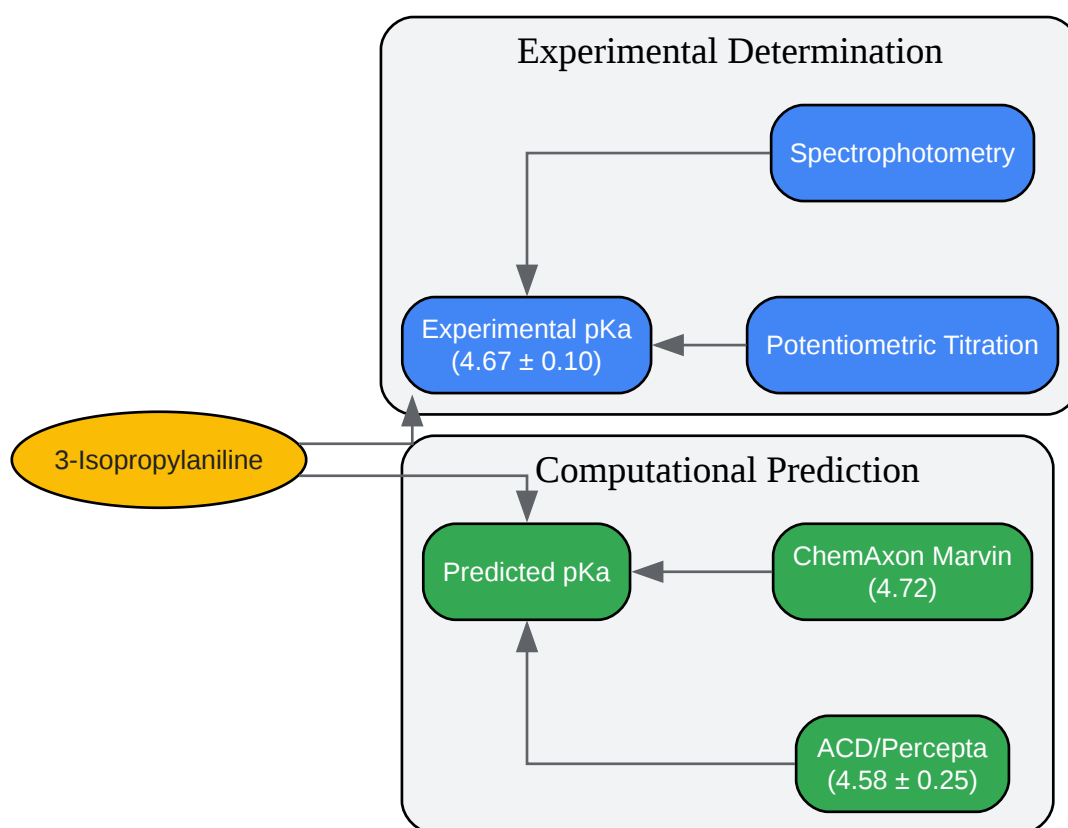 Experimental Determination
Spectrophotometry
Experimental pKa
(4.67 ± 0.10)
Potentiometric Titration
3-Isopropylaniline
Computational Prediction
Predicted pKa
ChemAxon Marvin
(4.72)
ACD/Percepta
(4.58 ± 0.25)